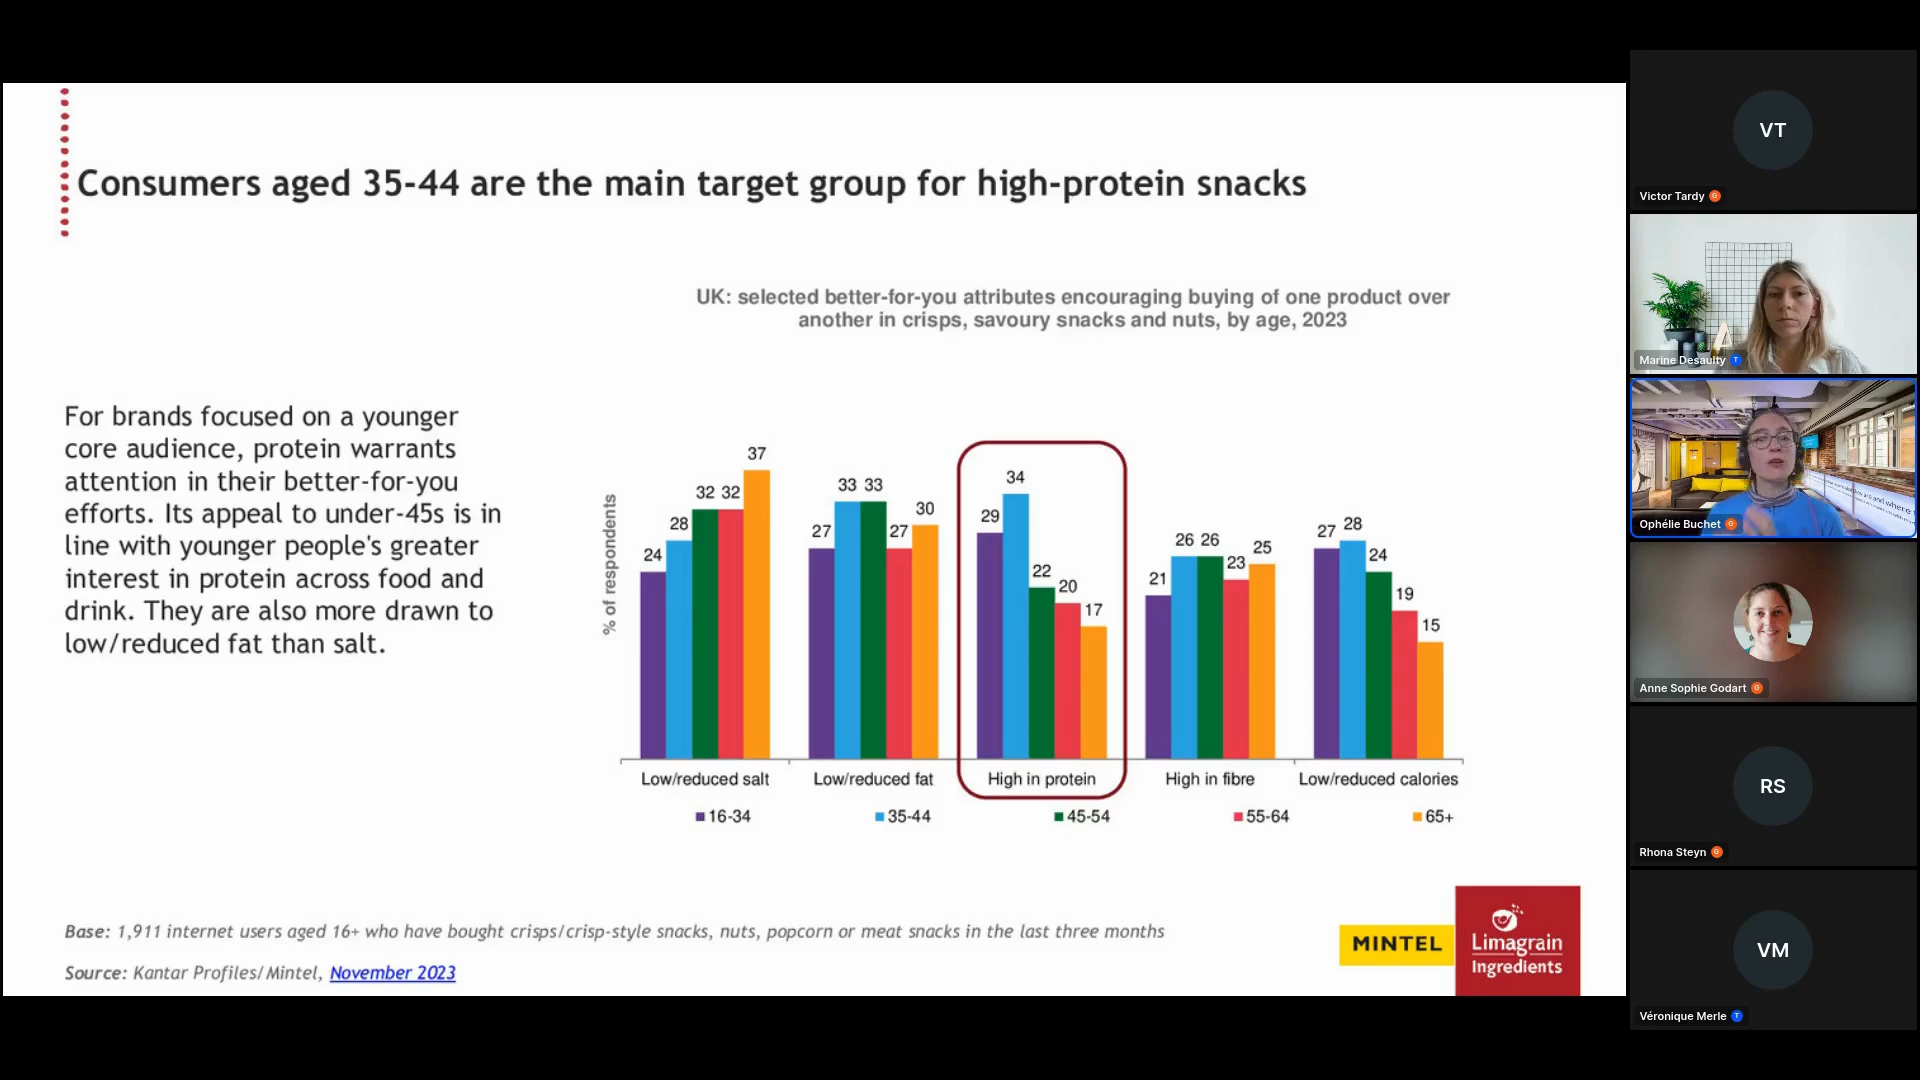 Consumers aged 35-44 are the main target group for high-protein snacks
UK: selected better-for-you attributes encouraging buying of one product over
another in crisps, savoury snacks and nuts, by age, 2023
For brands focused on a younger
core audience, protein warrants
attention in their better-for-you
efforts. Its appeal to under-45s is in
line with younger people's greater
interest in protein across food and
drink. They are also more drawn to
low/reduced fat than salt.
% of respondents
24 28 32 32 37
27 33 33 27 30
29 34 22 20 17
21 26 26 23 25
27 28 24 19 15
Low/reduced salt Low/reduced fat High in protein High in fibre Low/reduced calories
16-34 35-44 45-54 55-64 65+
Base: 1,911 internet users aged 16+ who have bought crisps/crisp-style snacks, nuts, popcorn or meat snacks in the last three months
Source: Kantar Profiles/Mintel, November 2023
MINTEL
Limagrain
Ingredients
VT
Victor Tardy
Marine Desaulty
Ophélie Buchet
Anne Sophie Godart
RS
Rhona Steyn
VM
Véronique Merle